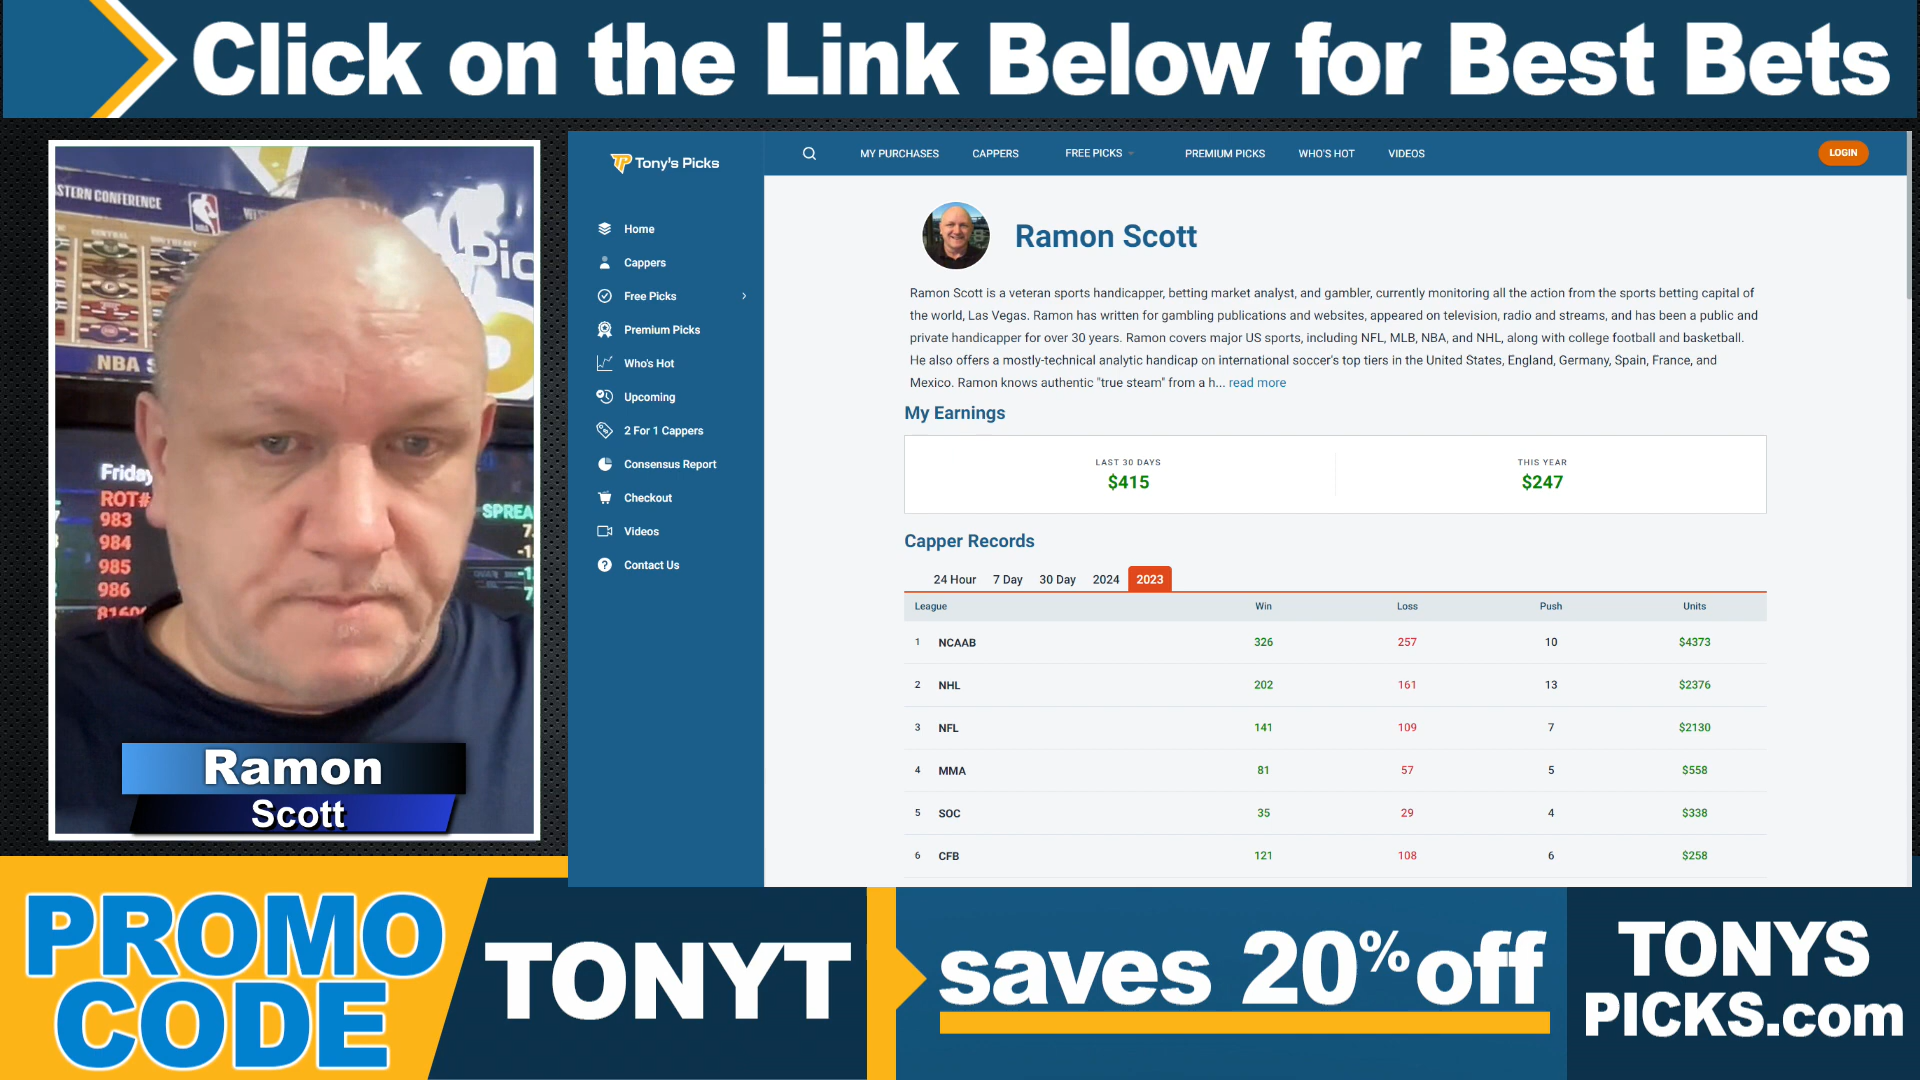 Click on the Link Below for Best Bets
STERN CONFERENCE
NBA
Friday
ROT#
983
984
985
986
SPREA
Ramon
Scott
Tony's Picks
MY PURCHASES
CAPPERS
FREE PICKS
PREMIUM PICKS
WHO'S HOT
VIDEOS
LOGIN
Home
Cappers
Free Picks
Premium Picks
Who's Hot
Upcoming
2 For 1 Cappers
Consensus Report
Checkout
Videos
Contact Us
Ramon Scott
Ramon Scott is a veteran sports handicapper, betting market analyst, and gambler, currently monitoring all the action from the sports betting capital of
the world, Las Vegas. Ramon has written for gambling publications and websites, appeared on television, radio and streams, and has been a public and
private handicapper for over 30 years. Ramon covers major US sports, including NFL, MLB, NBA, and NHL, along with college football and basketball.
He also offers a mostly-technical analytic handicap on international soccer's top tiers in the United States, England, Germany, Spain, France, and
Mexico. Ramon knows authentic "true steam" from a h... read more
My Earnings
LAST 30 DAYS
$415
THIS YEAR
$247
Capper Records
24 Hour 7 Day 30 Day 2024 2023
League Win Loss Push Units
1 NCAAB 326 257 10 $4373
2 NHL 202 161 13 $2376
3 NFL 141 109 7 $2130
4 MMA 81 57 5 $558
5 SOC 35 29 4 $338
6 CFB 121 108 6 $258
PROMO
CODE
TONYT
saves 20% off
TONYS
PICKS.com